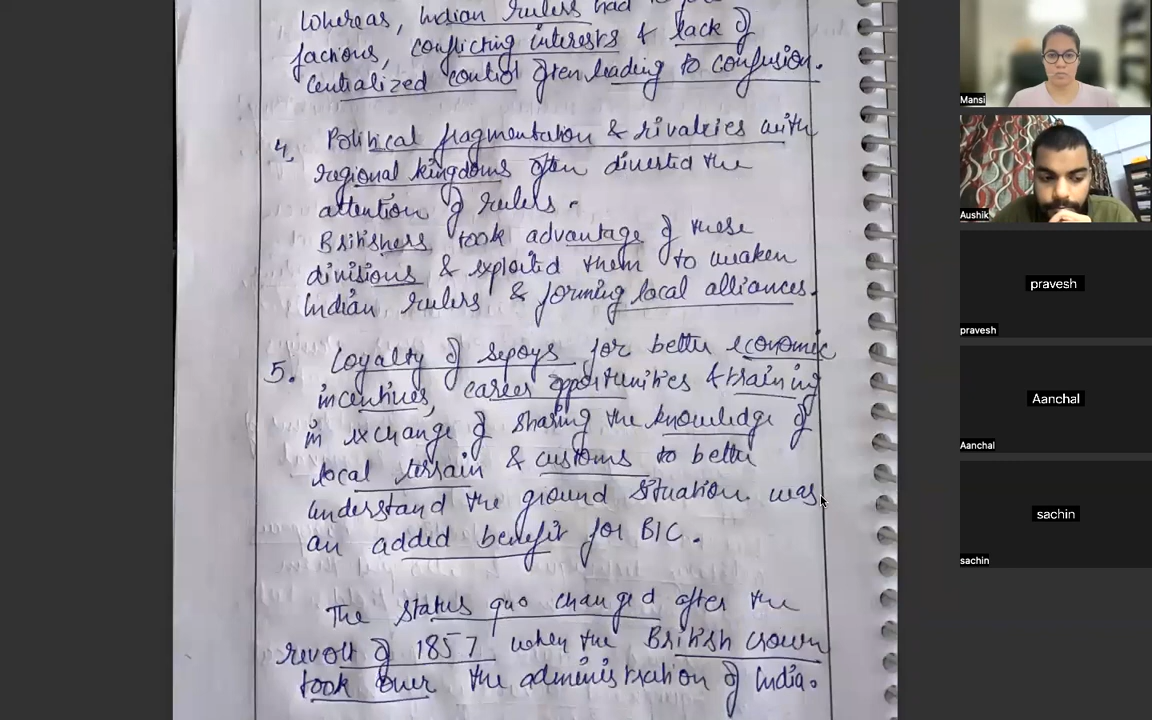 Whereas, Indian rulers had to
factions, conflicting interests & lack of
Centralized control often leading to confusion.
4. Political fragmentation & rivalries with
regional kingdoms often diverted the
attention of rulers.
Britishers took advantage of these
divisions & exploited them to weaken
Indian rulers & forming local alliances.
5. Loyalty of sepoys for better economic
incentives, career opportunities & training
in exchange of sharing the knowledge of
local terrain & customs to better
understand the ground situation was
an added benefit for BIC.
The status quo changed after the
revolt of 1857 when the British crown
took over the administration of India.
Mansi
Aushik
pravesh
pravesh
Aanchal
Aanchal
sachin
sachin